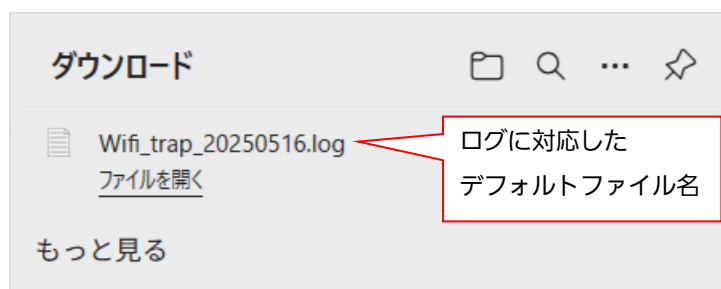 ダウンロード
Wifi_trap_20250516.log
ファイルを開く
ログに対応した
デフォルトファイル名
もっと見る